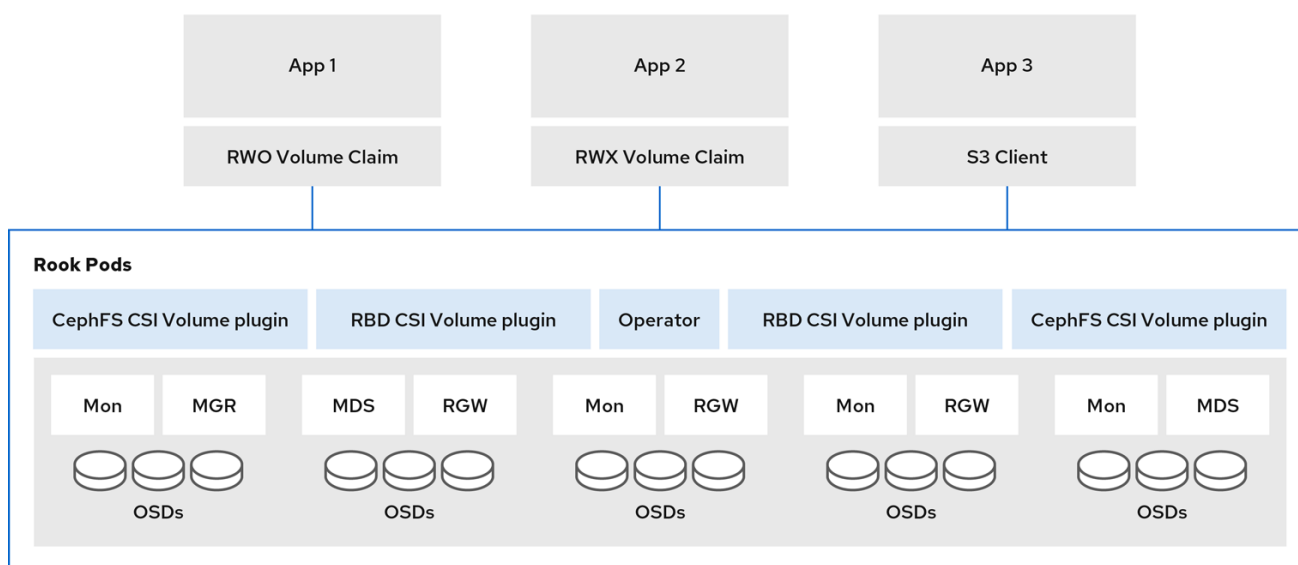 App 1
App 2
App 3
RWO Volume Claim
RWX Volume Claim
S3 Client
Rook Pods
CephFS CSI Volume plugin
RBD CSI Volume plugin
Operator
RBD CSI Volume plugin
CephFS CSI Volume plugin
Mon
MGR
MDS
RGW
Mon
RGW
Mon
RGW
Mon
MDS
OSDs
OSDs
OSDs
OSDs
OSDs